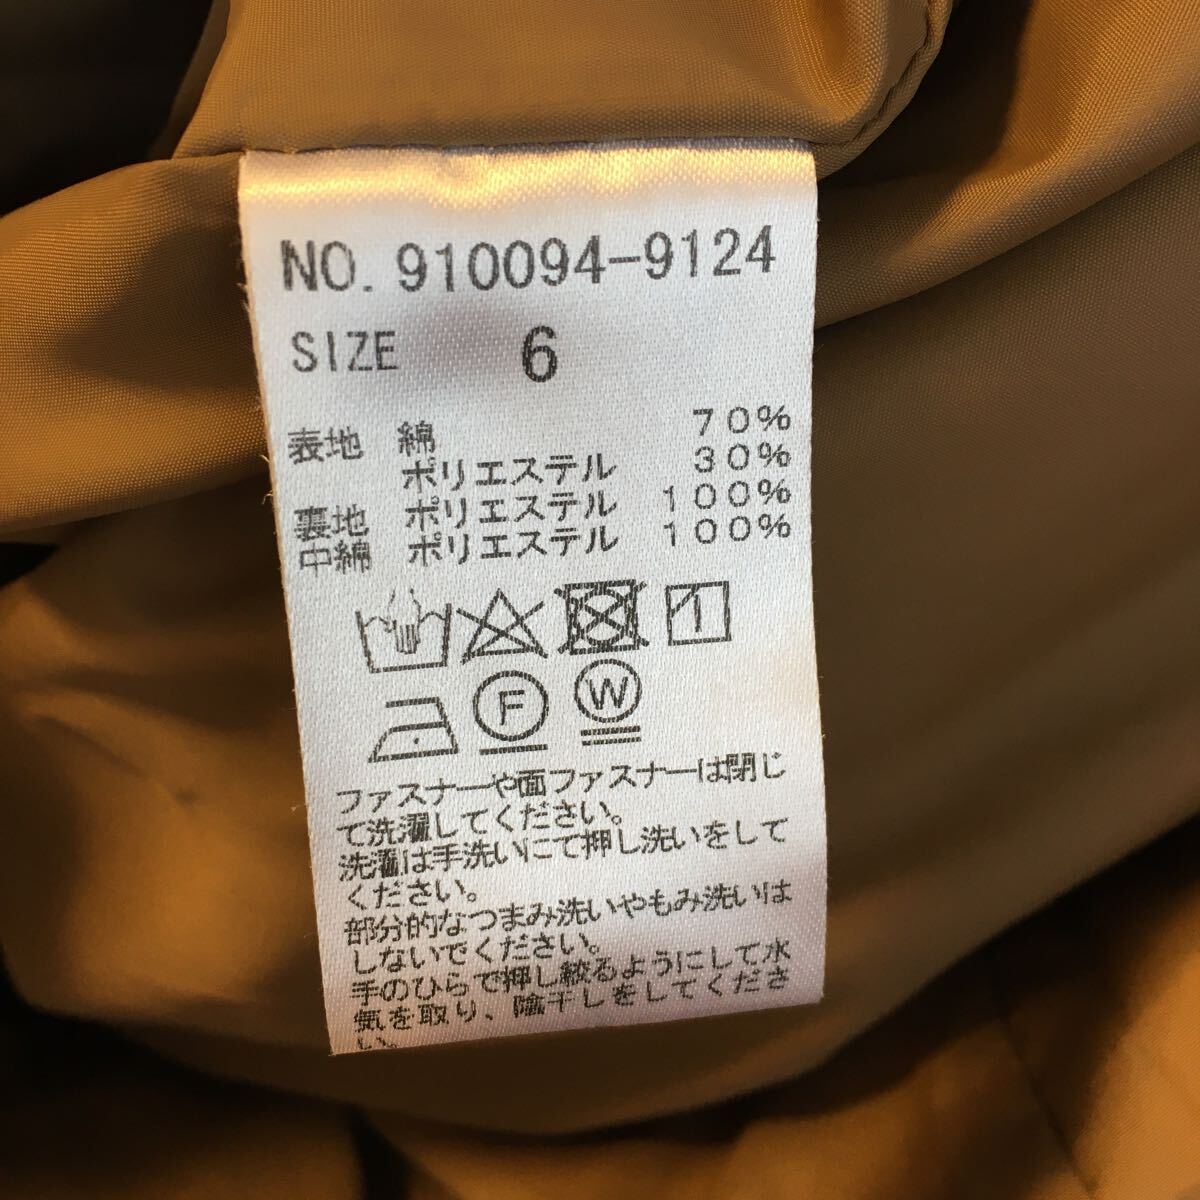 NO. 910094-9124
SIZE 6
表地 綿 70%
ポリエステル 30%
裏地 ポリエステル 100%
中綿 ポリエステル 100%
F W
ファスナーや面ファスナーは閉じ
て洗濯してください。
洗濯は手洗いにて押し洗いをして
ください。
部分的なつまみ洗いやもみ洗いは
しないでください。
手のひらで押し絞るようにして水
気を取り、陰干しをしてくださ
い。